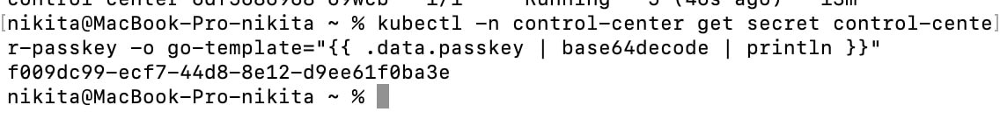 [nikita@MacBook-Pro-nikita ~ % kubectl -n control-center get secret control-cente]
r-passkey -o go-template="{{ .data.passkey | base64decode | println }}"
f009dc99-ecf7-44d8-8e12-d9ee61f0ba3e
nikita@MacBook-Pro-nikita ~ %